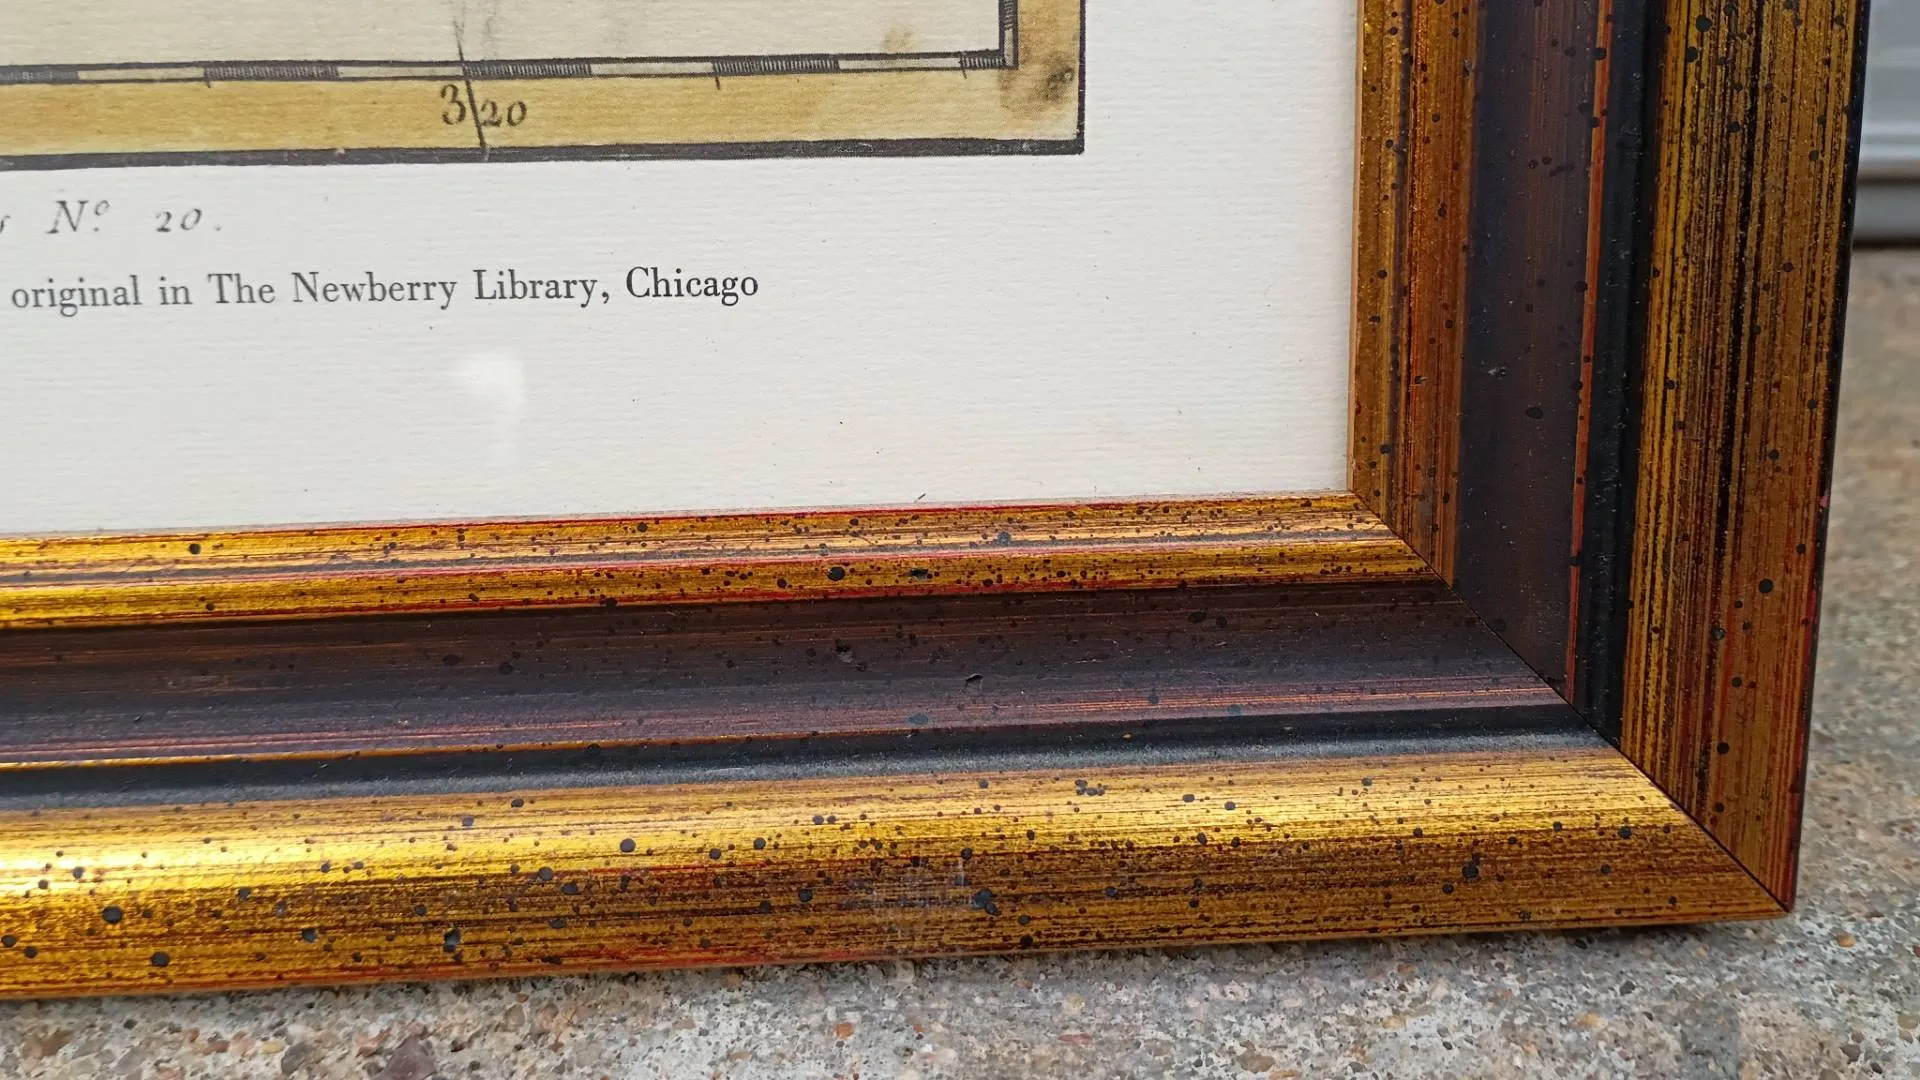 3|20
Nº 20.
original in The Newberry Library, Chicago